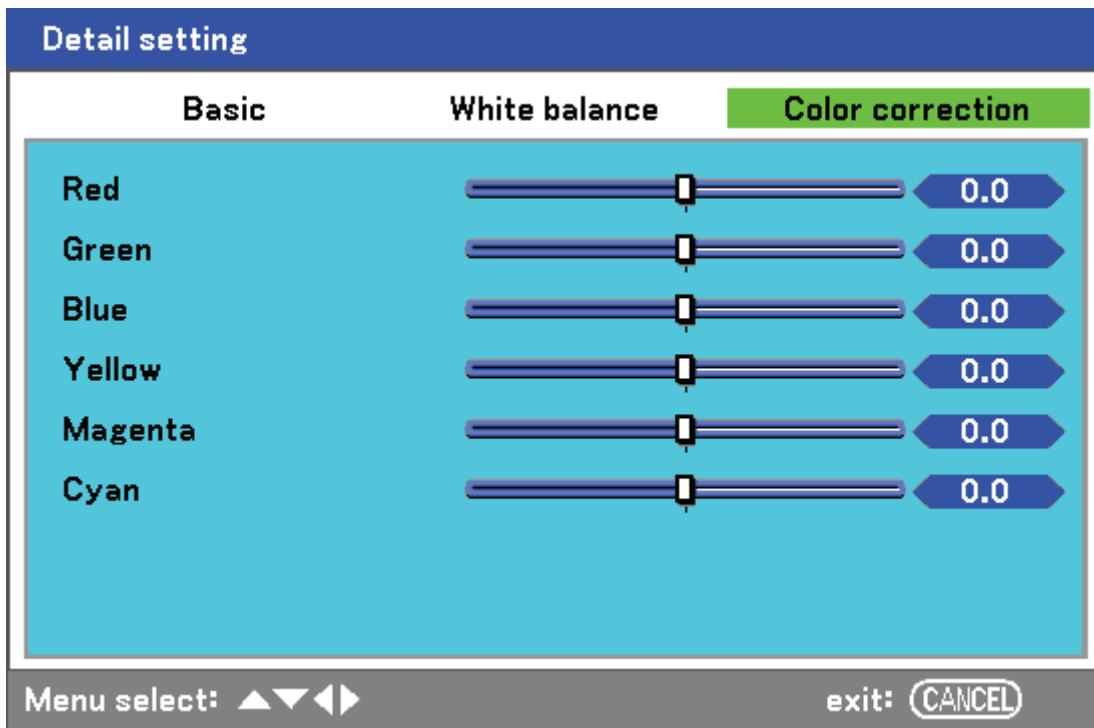 Detail setting
Basic White balance Color correction
Red 0.0
Green 0.0
Blue 0.0
Yellow 0.0
Magenta 0.0
Cyan 0.0
Menu select: ▲▼◀▶ exit: CANCEL